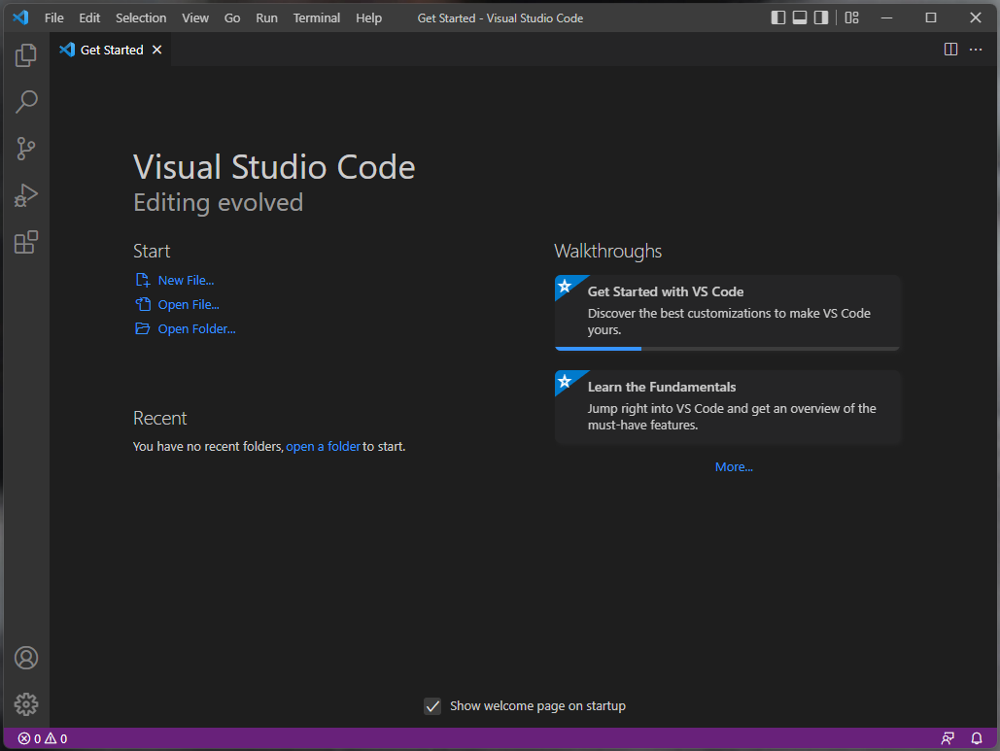 File Edit Selection View Go Run Terminal Help Get Started - Visual Studio Code
Get Started
Visual Studio Code
Editing evolved
Start
New File...
Open File...
Open Folder...
Recent
You have no recent folders, open a folder to start.
Walkthroughs
Get Started with VS Code
Discover the best customizations to make VS Code
yours.
Learn the Fundamentals
Jump right into VS Code and get an overview of the
must-have features.
More...
Show welcome page on startup
0 0